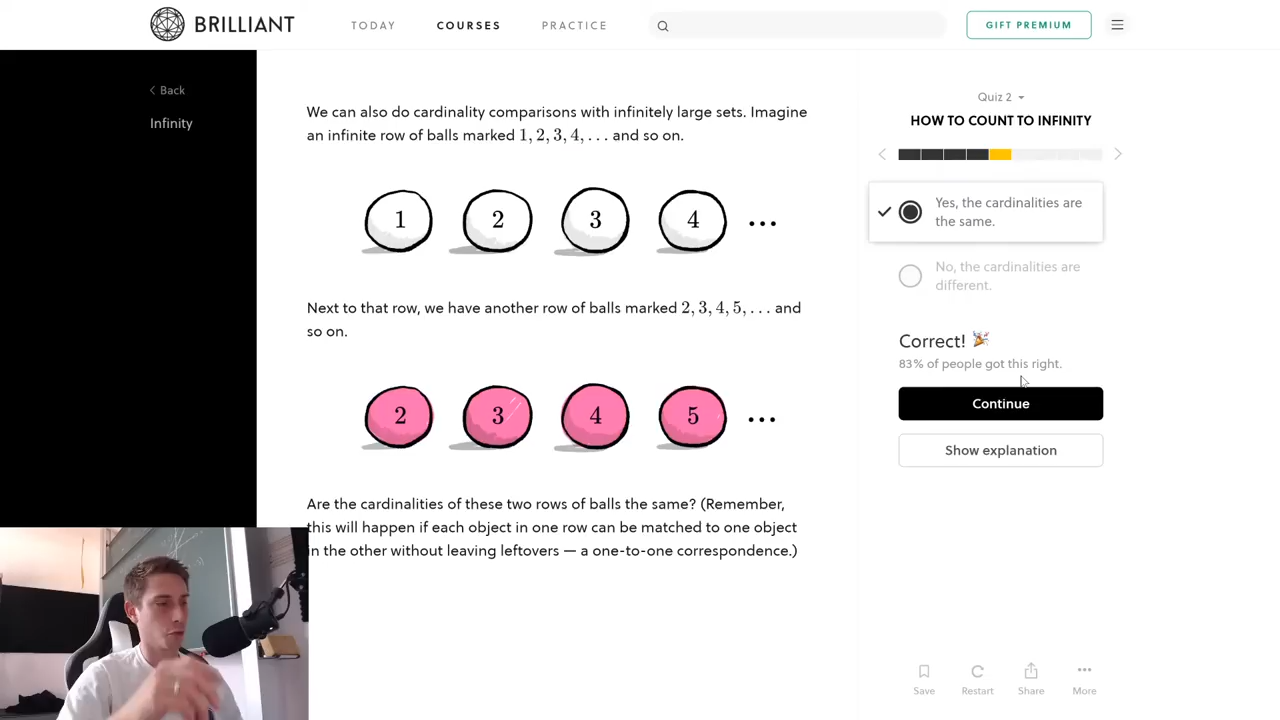 BRILLIANT
TODAY
COURSES
PRACTICE
GIFT PREMIUM
Back
Infinity
We can also do cardinality comparisons with infinitely large sets. Imagine
an infinite row of balls marked 1, 2, 3, 4, . . . and so on.
1 2 3 4 ...
Next to that row, we have another row of balls marked 2, 3, 4, 5, . . . and
so on.
2 3 4 5 ...
Are the cardinalities of these two rows of balls the same? (Remember,
this will happen if each object in one row can be matched to one object
in the other without leaving leftovers — a one-to-one correspondence.)
Quiz 2
HOW TO COUNT TO INFINITY
Yes, the cardinalities are
the same.
No, the cardinalities are
different.
Correct! 🎉
83% of people got this right.
Continue
Show explanation
Save
Restart
Share
More